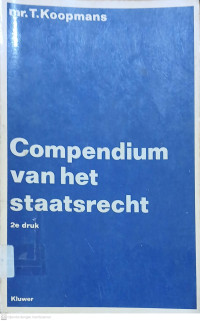 mr.T.Koopmans
Compendium
van het
staatsrecht
2e druk
Kluwer